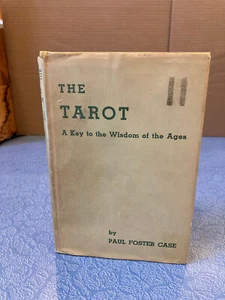 THE
TAROT
A Key to the Wisdom of the Ages
by
PAUL FOSTER CASE